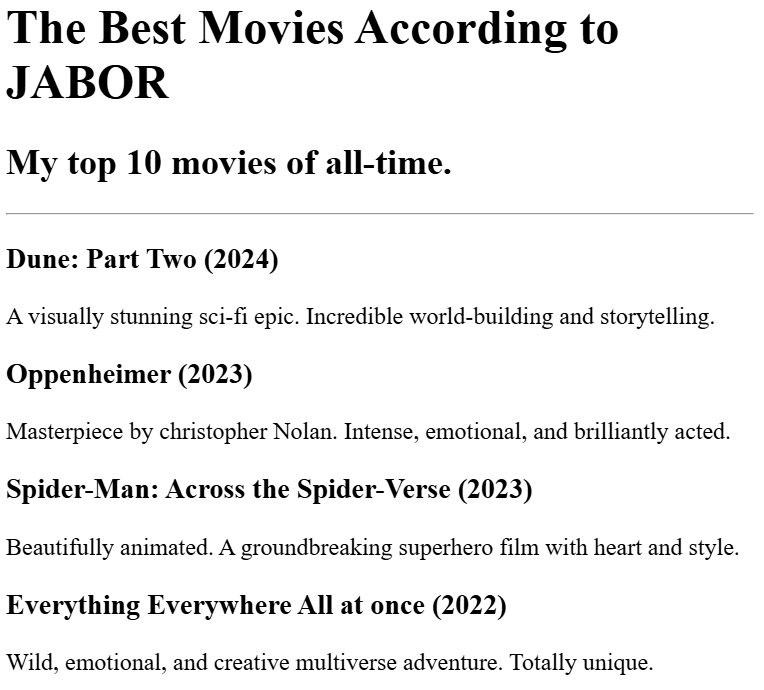 The Best Movies According to
JABOR
My top 10 movies of all-time.
Dune: Part Two (2024)
A visually stunning sci-fi epic. Incredible world-building and storytelling.
Oppenheimer (2023)
Masterpiece by christopher Nolan. Intense, emotional, and brilliantly acted.
Spider-Man: Across the Spider-Verse (2023)
Beautifully animated. A groundbreaking superhero film with heart and style.
Everything Everywhere All at once (2022)
Wild, emotional, and creative multiverse adventure. Totally unique.